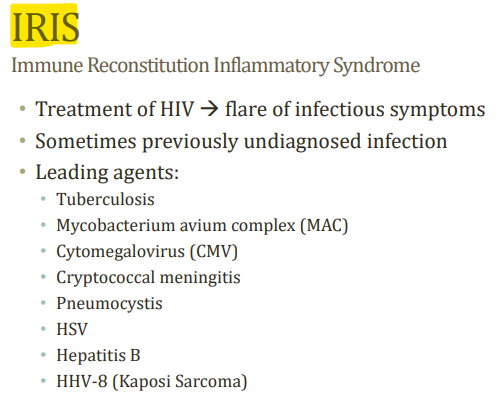 IRIS
Immune Reconstitution Inflammatory Syndrome
• Treatment of HIV → flare of infectious symptoms
• Sometimes previously undiagnosed infection
• Leading agents:
• Tuberculosis
• Mycobacterium avium complex (MAC)
• Cytomegalovirus (CMV)
• Cryptococcal meningitis
• Pneumocystis
• HSV
• Hepatitis B
• HHV-8 (Kaposi Sarcoma)